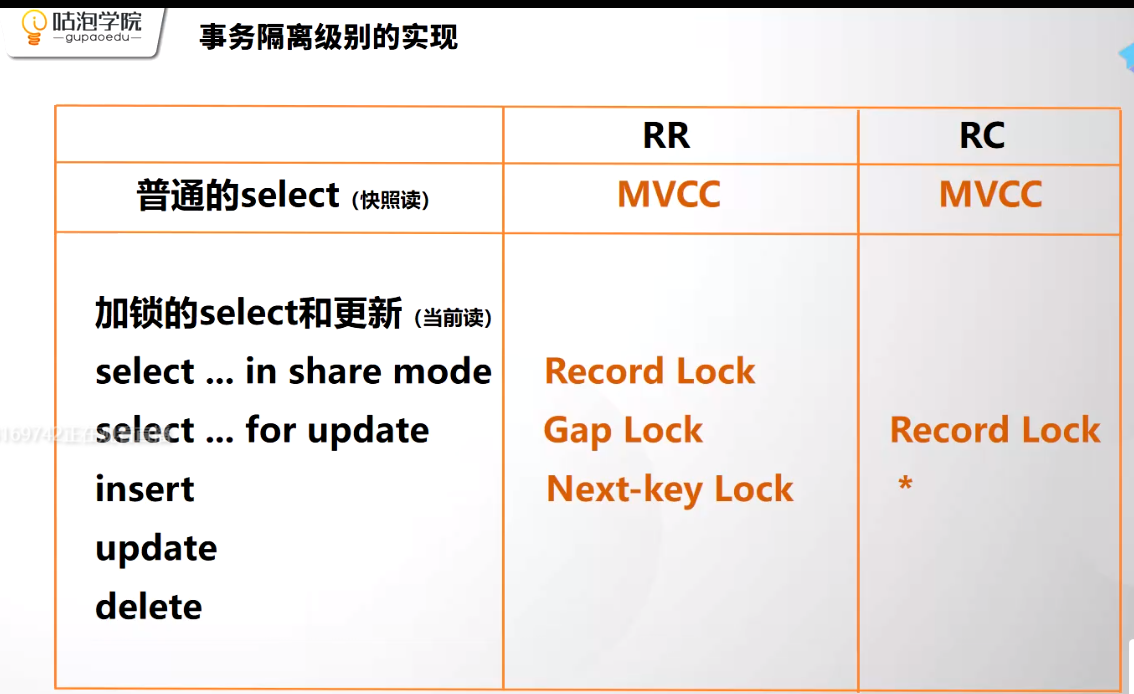 咕泡学院
—gupaoedu—
事务隔离级别的实现
RR
RC
普通的select (快照读)
MVCC
MVCC
加锁的select和更新 (当前读)
select ... in share mode
select ... for update
insert
update
delete
Record Lock
Gap Lock
Next-key Lock
Record Lock
*